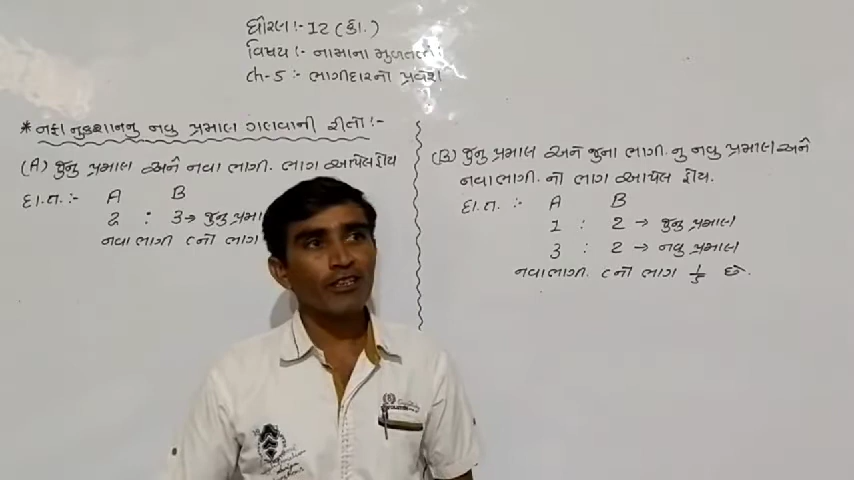 ધોરણ :- 12 (કો.)
વિષય :- નામાના મૂળતત્વો
ch-5 :- ભાગીદારનો પ્રવેશ
* નફા નુકશાનનુ નવુ પ્રમાણ ગણવાની રીતો :-
(A) જુનુ પ્રમાણ અને નવા ભાગી. ભાગ આપેલ હોય
દા.ત. :- A B
2 : 3 → જુનુ પ્રમા
નવા ભાગી C નો ભાગ
(B) જુનુ પ્રમાણ અને જુના ભાગી. નુ નવુ પ્રમાણ અને
નવા ભાગી. નો ભાગ આપેલ હોય.
દા.ત. :- A B
1 : 2 → જુનુ પ્રમાણ
3 : 2 → નવુ પ્રમાણ
નવા ભાગી. C નો ભાગ 1/5 છે.